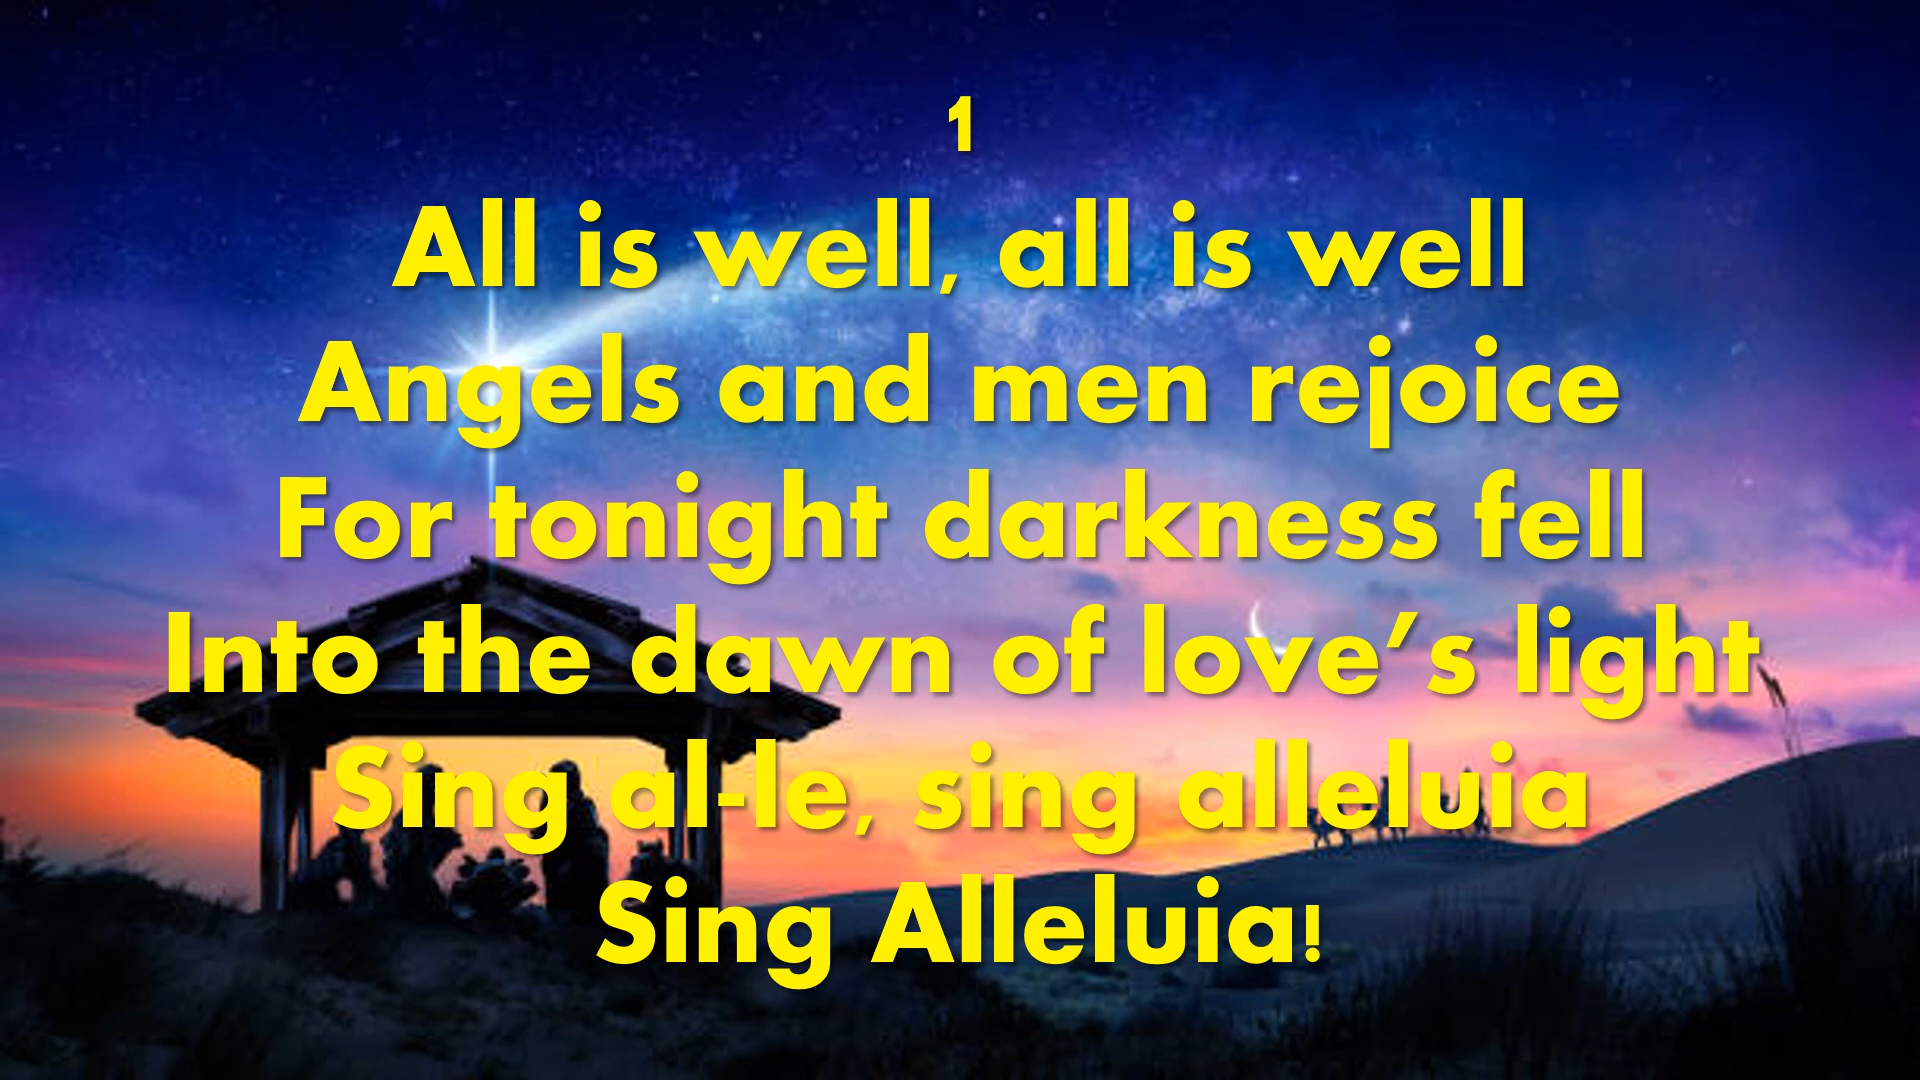 1
All is well, all is well
Angels and men rejoice
For tonight darkness fell
Into the dawn of love’s light
Sing al-le, sing alleluia
Sing Alleluia!